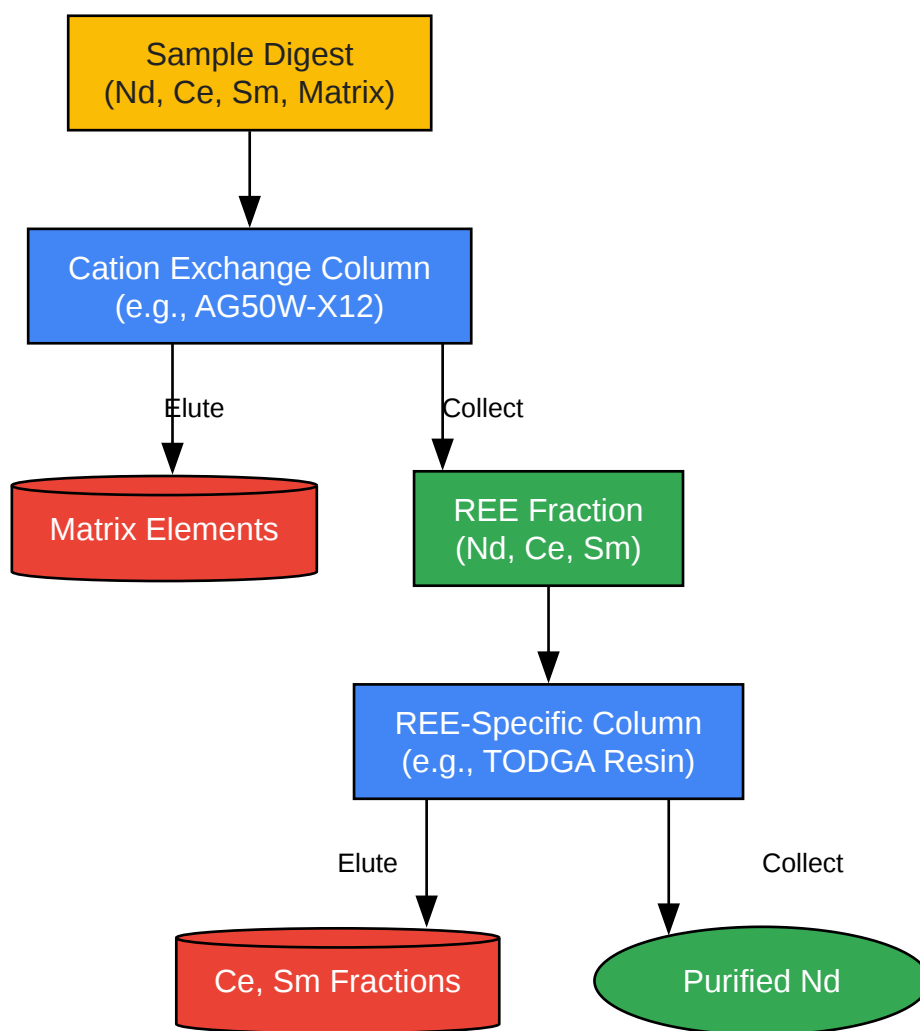 Sample Digest
(Nd, Ce, Sm, Matrix)
Cation Exchange Column
(e.g., AG50W-X12)
Elute
Collect
Matrix Elements
REE Fraction
(Nd, Ce, Sm)
REE-Specific Column
(e.g., TODGA Resin)
Elute
Collect
Ce, Sm Fractions
Purified Nd